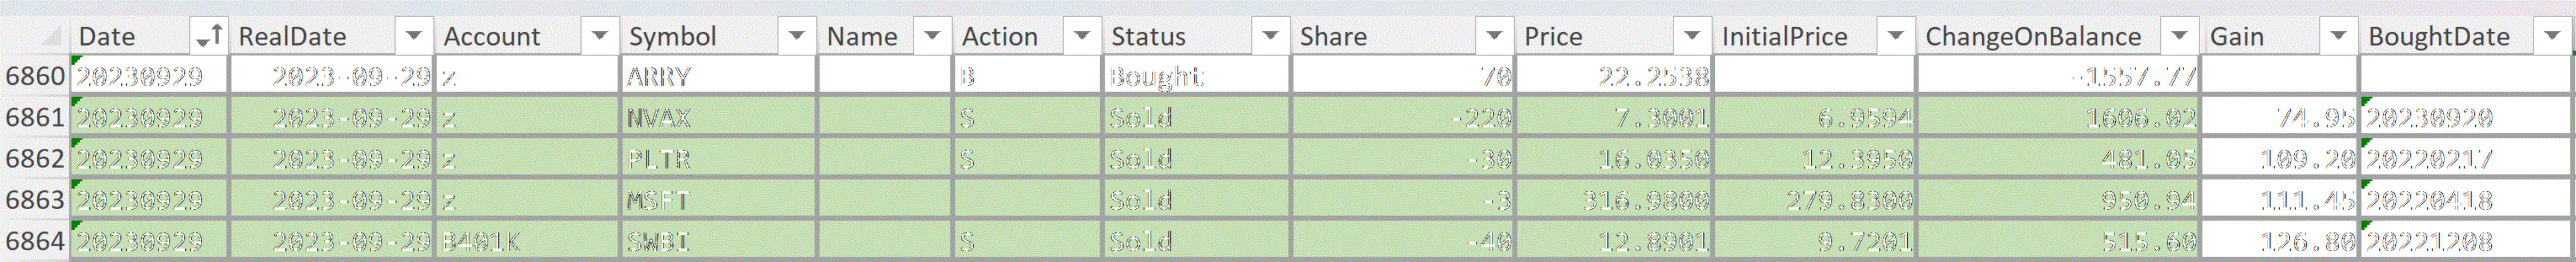 Date RealDate Account Symbol Name Action Status Share Price InitialPrice ChangeOnBalance Gain BoughtDate
6860 20230929 2023-09-29 z ARRY B Bought 70 22.2538 -1557.77
6861 20230929 2023-09-29 z NVAX S Sold -220 7.3001 6.9594 1606.02 74.95 20230920
6862 20230929 2023-09-29 z PLTR S Sold -30 16.0350 12.3950 481.05 109.20 20220217
6863 20230929 2023-09-29 z MSFT Sold -3 316.9800 279.8300 950.94 111.45 20220418
6864 20230929 2023-09-29 B401K SWBI S Sold -40 12.8901 9.7201 515.60 126.80 20221208